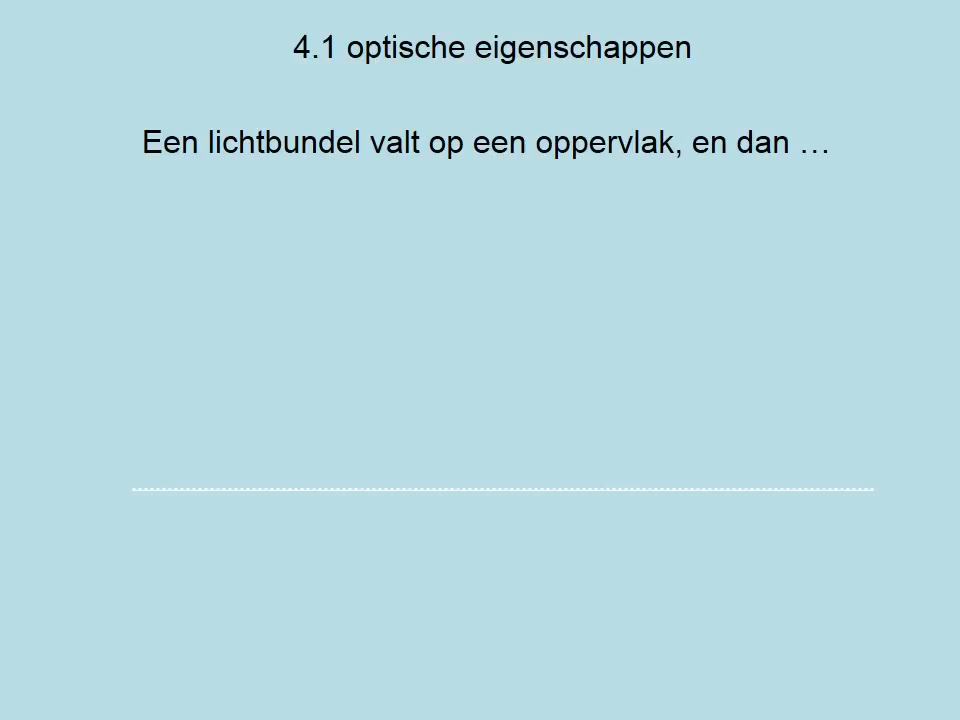 4.1 optische eigenschappen
Een lichtbundel valt op een oppervlak, en dan …